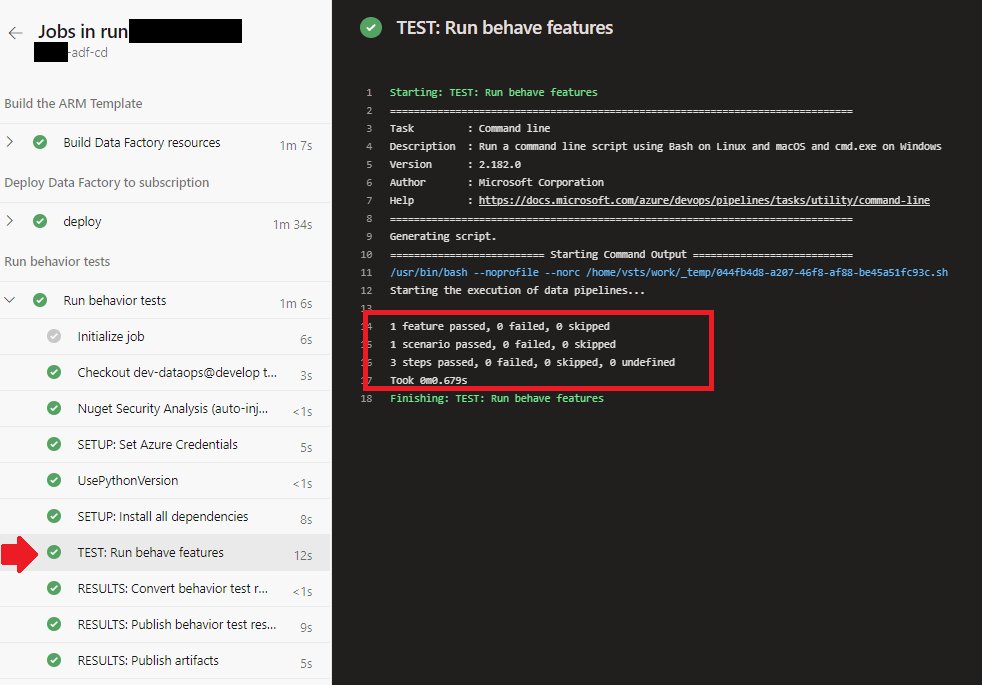 Jobs in run
-adf-cd
Build the ARM Template
Build Data Factory resources 1m 7s
Deploy Data Factory to subscription
deploy 1m 34s
Run behavior tests
Run behavior tests 1m 6s
Initialize job 6s
Checkout dev-dataops@develop t... 3s
Nuget Security Analysis (auto-inj... <1s
SETUP: Set Azure Credentials 5s
UsePythonVersion <1s
SETUP: Install all dependencies 8s
TEST: Run behave features 12s
RESULTS: Convert behavior test r... <1s
RESULTS: Publish behavior test res... 9s
RESULTS: Publish artifacts 5s
TEST: Run behave features
1 Starting: TEST: Run behave features
2 ==============================================================================
3 Task         : Command line
4 Description  : Run a command line script using Bash on Linux and macOS and cmd.exe on Windows
5 Version      : 2.182.0
6 Author       : Microsoft Corporation
7 Help         : https://docs.microsoft.com/azure/devops/pipelines/tasks/utility/command-line
8 ==============================================================================
9 Generating script.
10 ========================== Starting Command Output ===========================
11 /usr/bin/bash --noprofile --norc /home/vsts/work/_temp/044fb4d8-a207-46f8-af88-be45a51fc93c.sh
12 Starting the execution of data pipelines...
13
14 1 feature passed, 0 failed, 0 skipped
15 1 scenario passed, 0 failed, 0 skipped
16 3 steps passed, 0 failed, 0 skipped, 0 undefined
17 Took 0m0.679s
18 Finishing: TEST: Run behave features